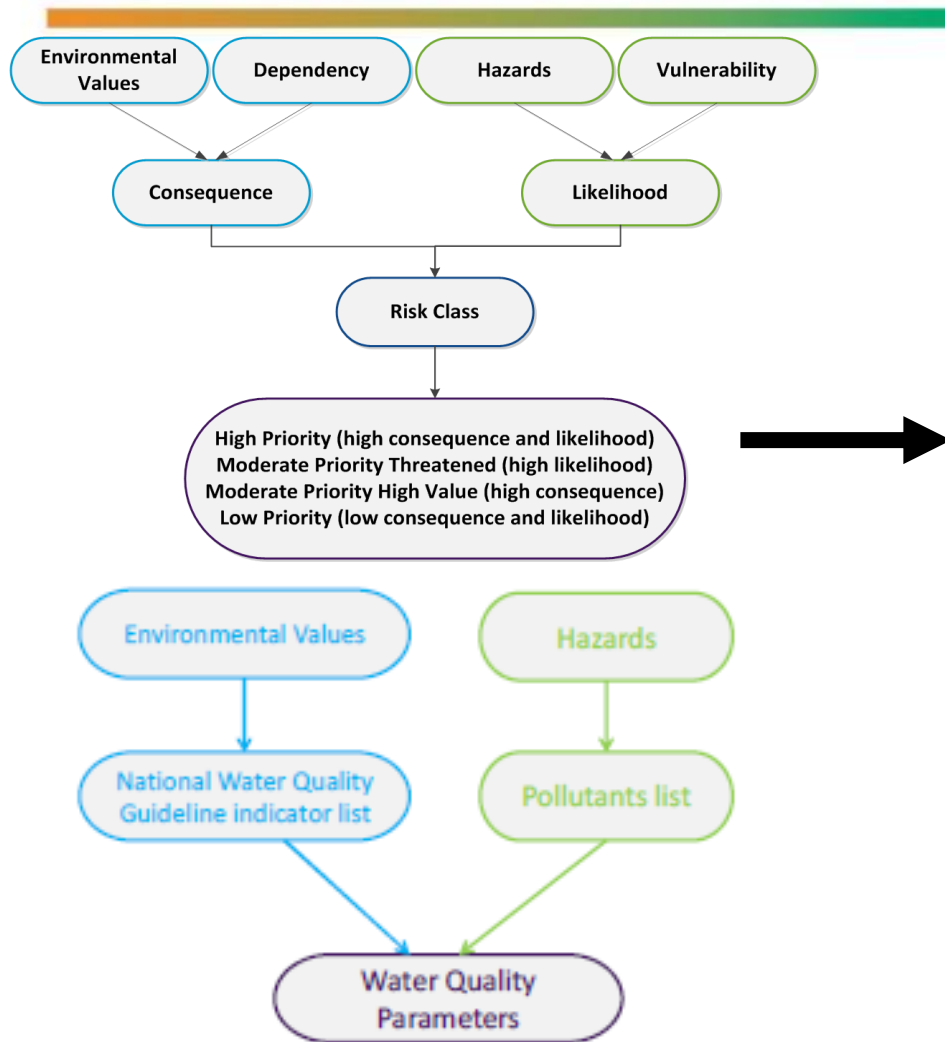 Environmental
Values
Dependency
Hazards
Vulnerability
Consequence
Likelihood
Risk Class
High Priority (high consequence and likelihood)
Moderate Priority Threatened (high likelihood)
Moderate Priority High Value (high consequence)
Low Priority (low consequence and likelihood)
Environmental Values
Hazards
National Water Quality
Guideline indicator list
Pollutants list
Water Quality
Parameters